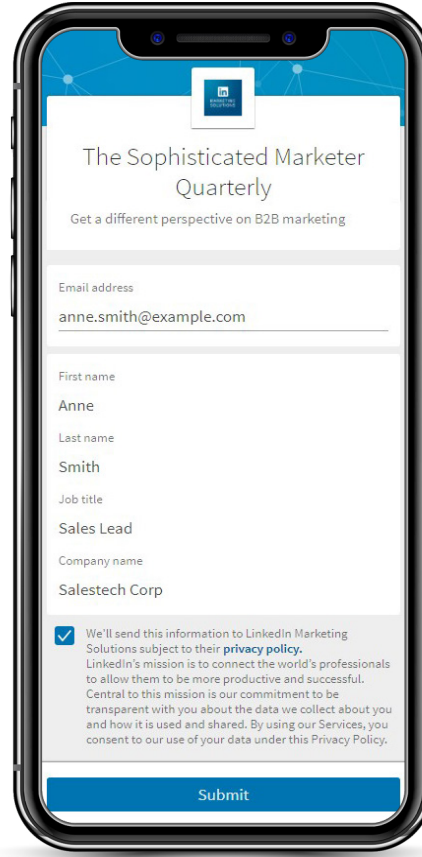 in
MARKETING
SOLUTIONS
The Sophisticated Marketer
Quarterly
Get a different perspective on B2B marketing
Email address
anne.smith@example.com
First name
Anne
Last name
Smith
Job title
Sales Lead
Company name
Salestech Corp
We'll send this information to LinkedIn Marketing
Solutions subject to their privacy policy.
LinkedIn's mission is to connect the world's professionals
to allow them to be more productive and successful.
Central to this mission is our commitment to be
transparent with you about the data we collect about you
and how it is used and shared. By using our Services, you
consent to our use of your data under this Privacy Policy.
Submit